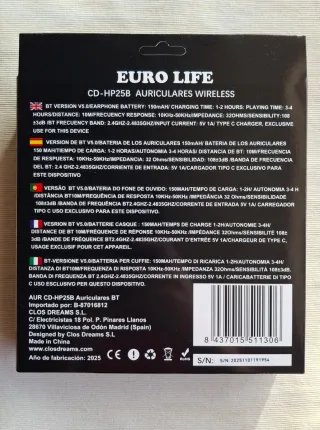 EURO LIFE
CD-HP25B AURICULARES WIRELESS
BT VERSION V5.0/EARPHONE BATTERY: 150mAH/ CHARGING TIME: 1-2 HOURS: PLAYING TIME: 3-4
HOURS/DISTANCE: 10M/FREQUENCY RESPONSE: 10KHz-50KHz/IMPEDANCE: 32OHMS/SENSIBILITY: 108
±3dB /BT FRECUENCY BAND: 2.4GHZ-2.4835GHZ/INPUT CURRENT: 5V 1A/ TYPE C CHARGER, EXCLUSIVE
USE FOR THIS DEVICE
VERSIÓN DE BT V5.0/BATERIA DE LOS AURICULARES 150mAH/ BATERIA DE LOS AURICULARES
150 MAH/TIEMPO DE CARGA: 1-2 HORAS/AUTONOMIA: 3-4 HORAS/ DISTANCIA DE BT: 10M/FRECUENCIA
DE RESPUESTA: 10KHz-50KHz/IMPEDANCIA: 32 Ohms/SENSIBILIDAD: 108±3dB /BANDA DE FRECUENCIA
DEL BT: 2.4 GHZ-2.4835GHZ/CORRIENTE DE ENTRADA: 5V 1A/CARGADOR TIPO C EXCLUSIVO PARA
ESTE DISPOSITIVO
VERSÃO BT V5.0/BATERIA DO FONE DE OUVIDO: 150MAH/TEMPO DE CARGA: 1-2H/ AUTONOMIA 3-4 H
/DISTÂNCIA BT10M/FREQUÊNCIA DE RESPOSTA 10KHz-50KHz/IMPEDÂNCIA 32 Ohms/SENSIBILIDADE
108±3dB/BANDA DE FREQUÊNCIA BT2.4GHZ-2.4835GHZ/CORRENTE DE ENTRADA 5V 1A/CARREGADOR
TIPO C USO EXCLUSIVO PARA ESTE DISPOSITIVO
VERSION BT V5.0/BATTERIE CASQUE : 150MAH/TEMPS DE CHARGE 1-2H/AUTONOMIE 3-4H/
DISTANCE DE BT10M/FRÉQUENCE DE RÉPONSE 10KHz-50KHz /IMPÉDANCE 32Ohms/SENSIBILITÉ 108±3
dB /BANDE DE FRÉQUENCE BT2.4GHZ-2.4835GHZ/COURANT D'ENTRÉE 5V 1A/CHARGEUR DE TYPE C,
USAGE EXCLUSIF POUR CET APPAREIL
BT-VERSIONE V5.0/BATTERIA PER CUFFIE: 150MAH/TEMPO DI RICARICA 1-2H/AUTONOMIA 3-4H/
DISTANZA DI BT10M/FREQUENZA DI RISPOSTA 10KHz-50KHz/IMPEDANZA 32Ohms/SENSIBILITÀ 108±3dB/
BANDA DI FREQUENZA BT 2.4GHZ-2.4835GHZ/CORRENTE IN INGRESSO 5V 1A / CARICABATTERIE DI TIPO
C USO ESCLUSIVO PER QUESTO DISPOSITIVO
AUR CD-HP25B Auriculares BT
Importado por: B-87016812
CLOS DREAMS S.L.
C/ Electricistas 18 Pol. P. Pinares Llanos
28670 Villaviciosa de Odón Madrid (Spain)
Designed by Clos Dreams S.L.
Made in China
www.closdreams.com
Año de fabricación: 2025
8 437015 511306
S/N: S/N:20251101191954